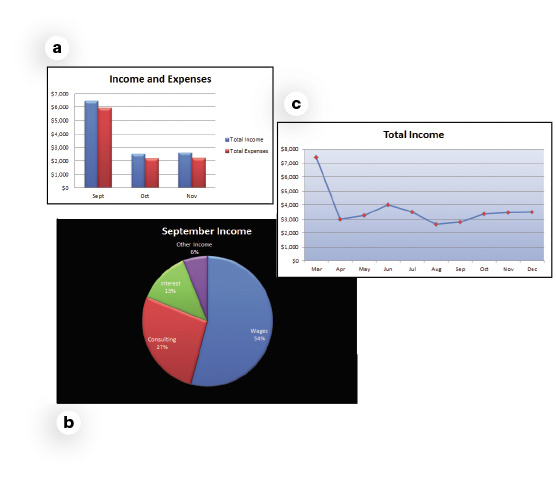 a
Income and Expenses
$7,000
$6,000
$5,000
$4,000
$3,000
$2,000
$1,000
$0
Sept
Oct
Nov
Total Income
Total Expenses
c
Total Income
$8,000
$7,000
$6,000
$5,000
$4,000
$3,000
$2,000
$1,000
$0
Mar
Apr
May
Jun
Jul
Aug
Sep
Oct
Nov
Dec
September Income
Other Income
6%
Interest
13%
Consulting
27%
Wages
54%
b